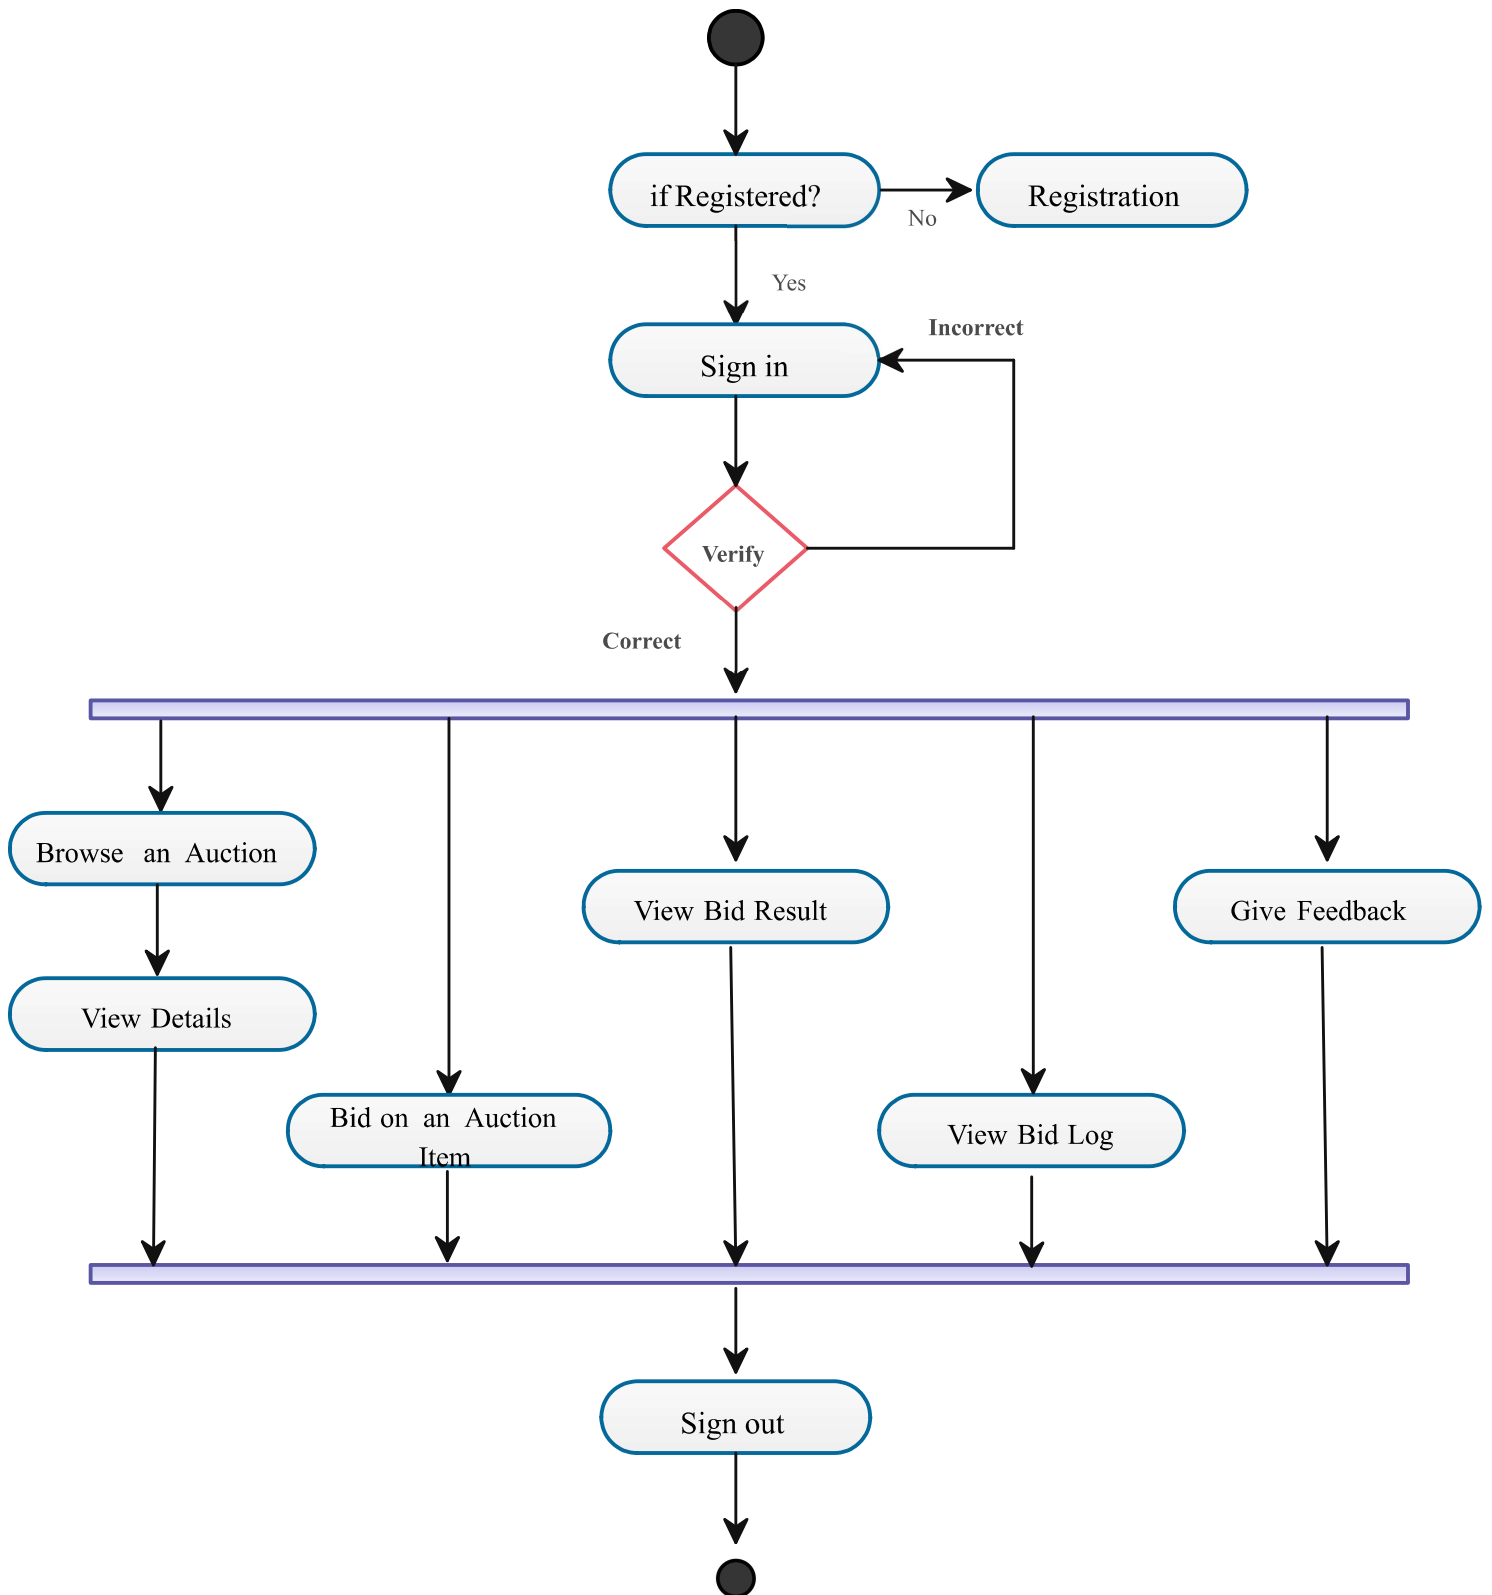 if Registered?
Registration
No
Yes
Incorrect
Sign in
Verify
Correct
Browse an Auction
View Bid Result
Give Feedback
View Details
Bid on an Auction
Item
View Bid Log
Sign out